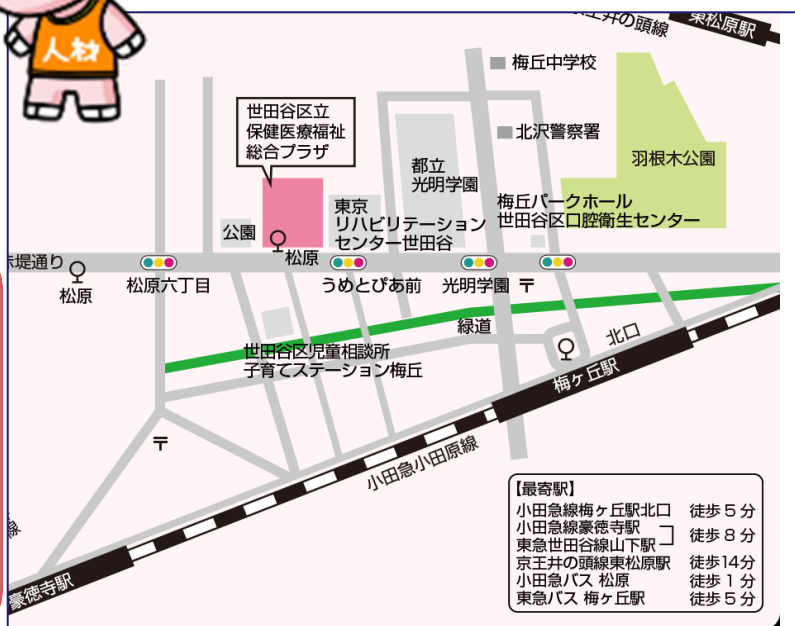 人材
京王井の頭線
東松原駅
梅丘中学校
世田谷区立
保健医療福祉
総合プラザ
北沢警察署
羽根木公園
都立
光明学園
梅丘パークホール
世田谷区口腔衛生センター
東京
リハビリテーション
センター世田谷
公園
松原
赤堤通り
松原
松原六丁目
うめとぴあ前
光明学園
〒
緑道
北口
世田谷区児童相談所
子育てステーション梅丘
梅ヶ丘駅
〒
小田急小田原線
線
豪徳寺駅
【最寄駅】
小田急線梅ヶ丘駅北口 徒歩5分
小田急線豪徳寺駅
東急世田谷線山下駅 徒歩8分
京王井の頭線東松原駅 徒歩14分
小田急バス 松原 徒歩1分
東急バス 梅ヶ丘駅 徒歩5分